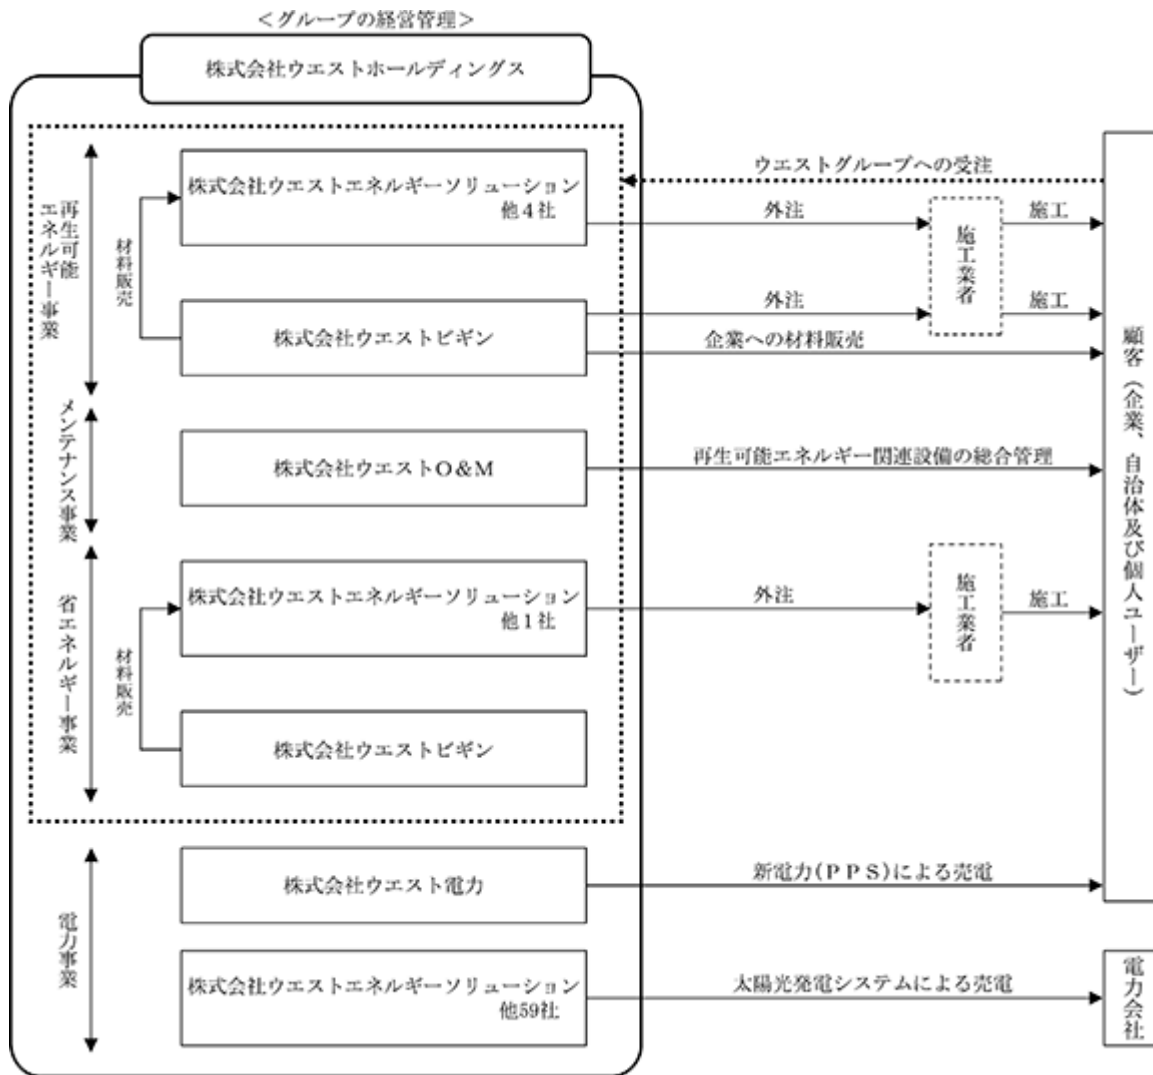 ＜グループの経営管理＞
株式会社ウエストホールディングス
再生可能
エネルギー事業
材料販売
株式会社ウエストエネルギーソリューション
他４社
株式会社ウエストビギン
ウエストグループへの受注
外注
施工業者
施工
外注
施工
企業への材料販売
メンテナンス事業
株式会社ウエストＯ＆Ｍ
再生可能エネルギー関連設備の総合管理
省エネルギー事業
材料販売
株式会社ウエストエネルギーソリューション
他１社
外注
施工業者
施工
株式会社ウエストビギン
顧客（企業、自治体及び個人ユーザー）
電力事業
株式会社ウエスト電力
新電力(ＰＰＳ)による売電
株式会社ウエストエネルギーソリューション
他59社
太陽光発電システムによる売電
電力会社